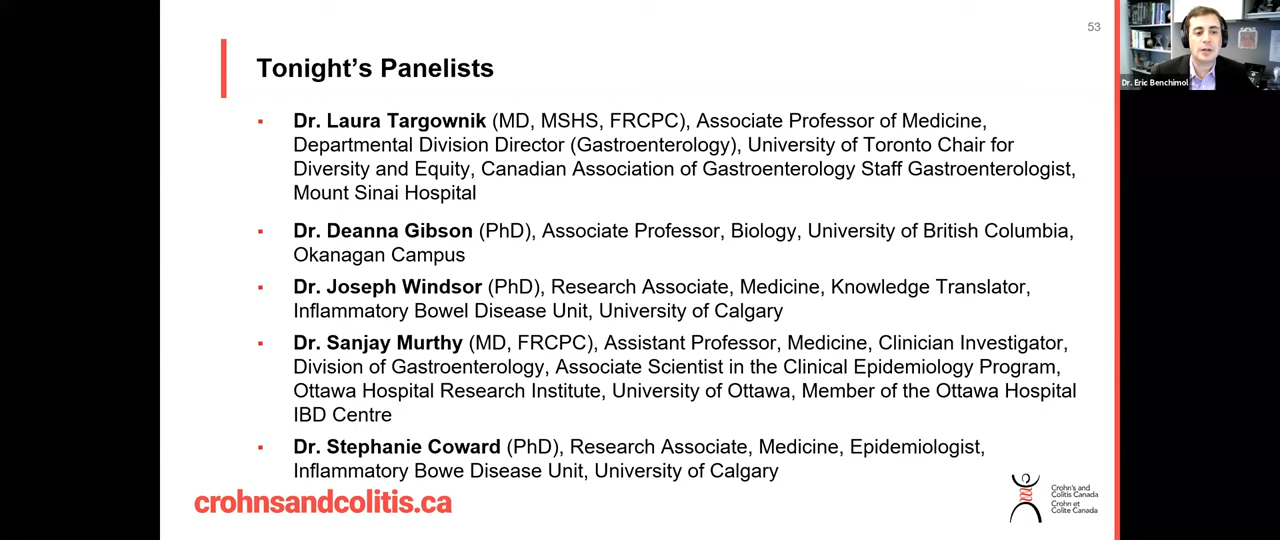 53
Dr. Eric Benchimol
Tonight's Panelists
▪ Dr. Laura Targownik (MD, MSHS, FRCPC), Associate Professor of Medicine,
Departmental Division Director (Gastroenterology), University of Toronto Chair for
Diversity and Equity, Canadian Association of Gastroenterology Staff Gastroenterologist,
Mount Sinai Hospital
▪ Dr. Deanna Gibson (PhD), Associate Professor, Biology, University of British Columbia,
Okanagan Campus
▪ Dr. Joseph Windsor (PhD), Research Associate, Medicine, Knowledge Translator,
Inflammatory Bowel Disease Unit, University of Calgary
▪ Dr. Sanjay Murthy (MD, FRCPC), Assistant Professor, Medicine, Clinician Investigator,
Division of Gastroenterology, Associate Scientist in the Clinical Epidemiology Program,
Ottawa Hospital Research Institute, University of Ottawa, Member of the Ottawa Hospital
IBD Centre
▪ Dr. Stephanie Coward (PhD), Research Associate, Medicine, Epidemiologist,
Inflammatory Bowe Disease Unit, University of Calgary
crohnsandcolitis.ca
Crohn's and
Colitis Canada
Crohn et
Colite Canada